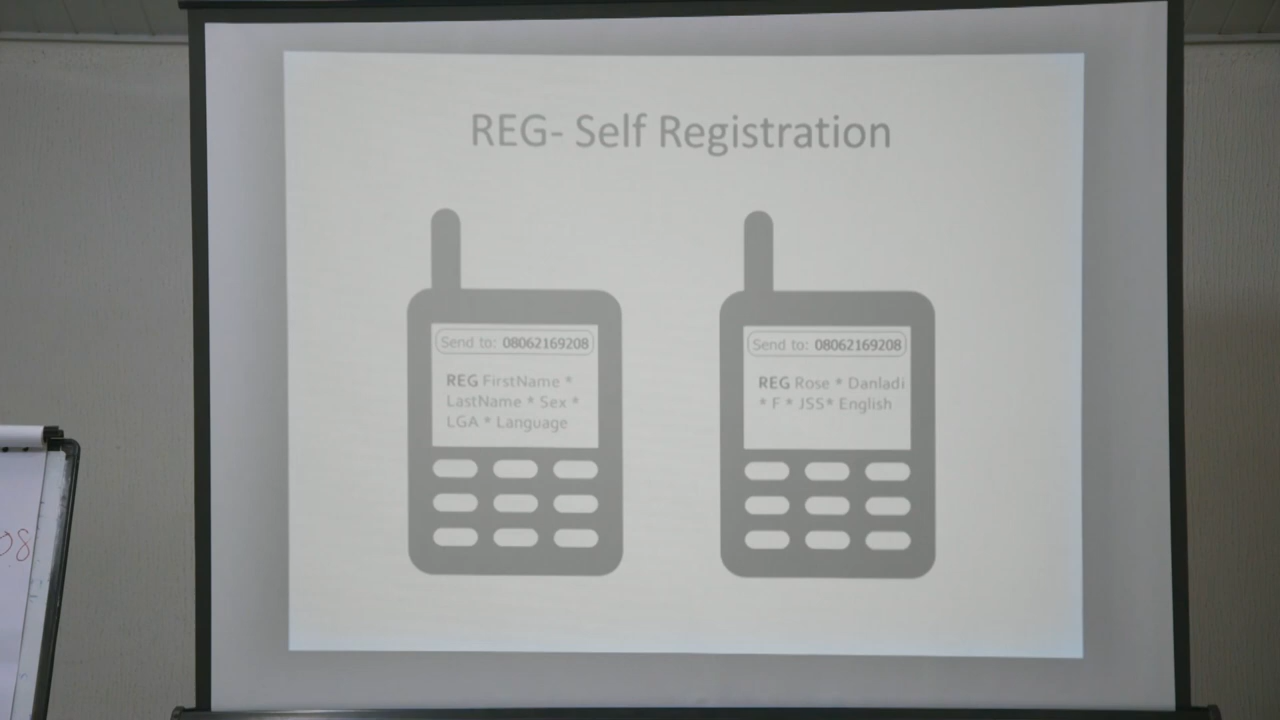 REG- Self Registration
Send to: 08062169208
REG FirstName *
LastName * Sex *
LGA * Language
Send to: 08062169208
REG Rose * Danladi
* F * JSS* English
08